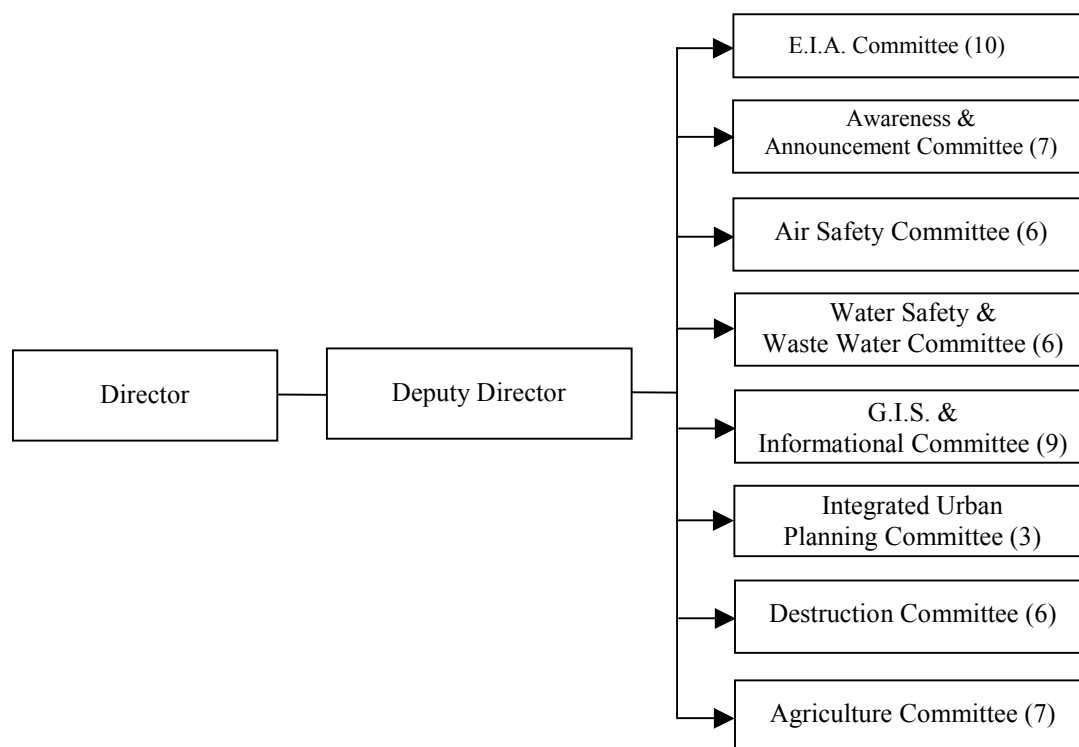 E.I.A. Committee (10)
Awareness &
Announcement Committee (7)
Air Safety Committee (6)
Water Safety &
Waste Water Committee (6)
Director
Deputy Director
G.I.S. &
Informational Committee (9)
Integrated Urban
Planning Committee (3)
Destruction Committee (6)
Agriculture Committee (7)